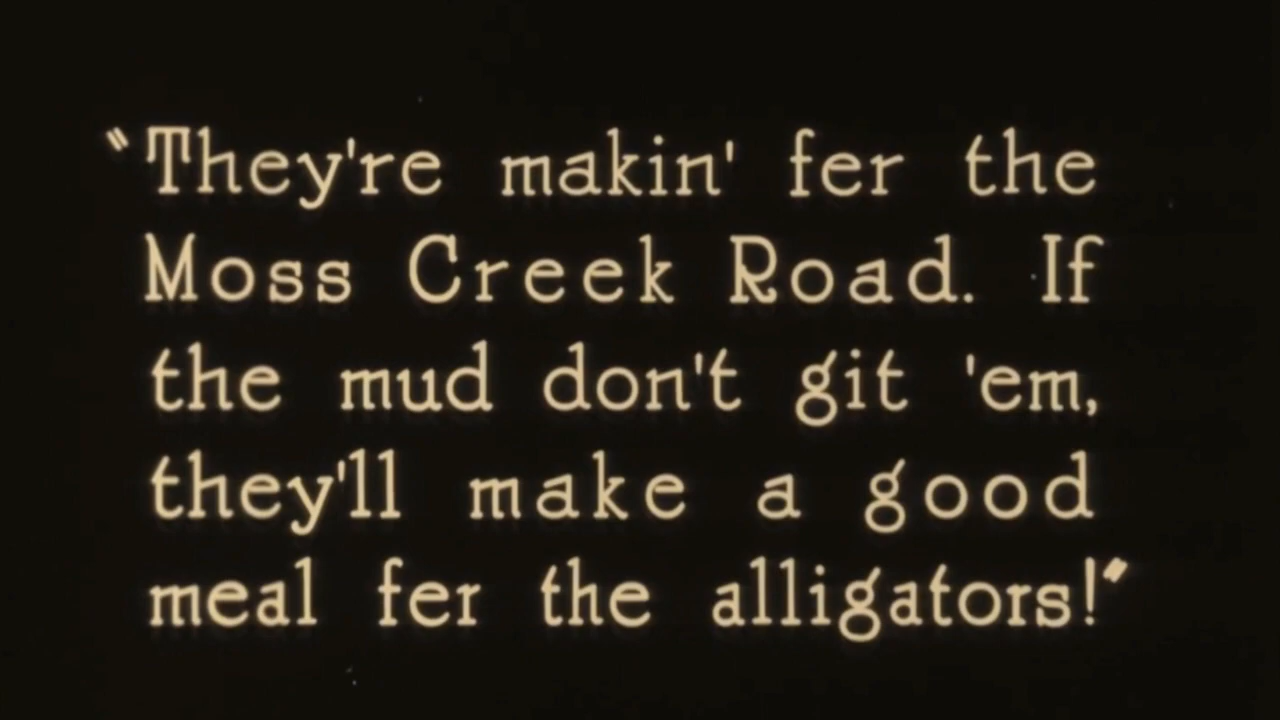 "They're makin' fer the
Moss Creek Road. If
the mud don't git 'em,
they'll make a good
meal fer the alligators!"